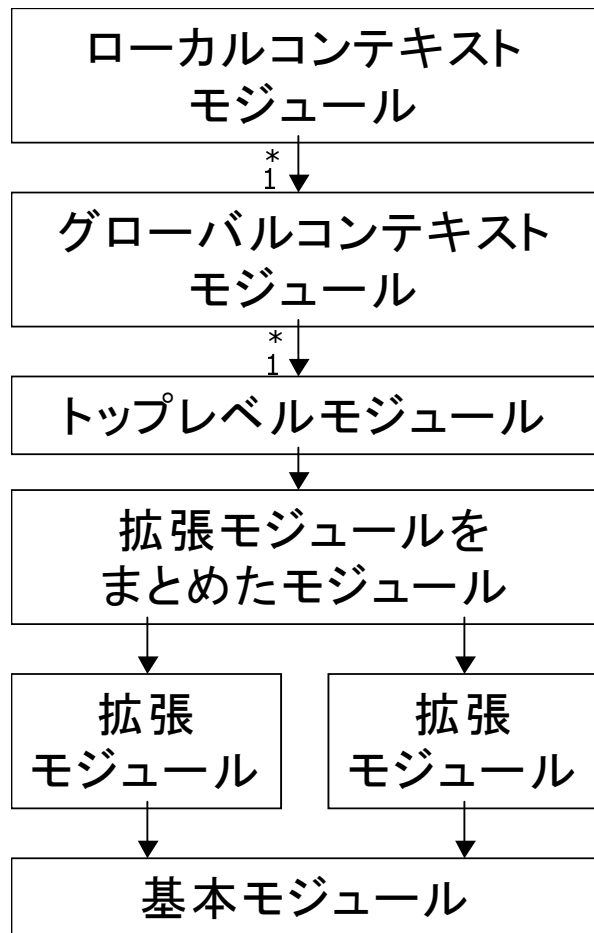 ローカルコンテキスト
モジュール
*
1
グローバルコンテキスト
モジュール
*
1
トップレベルモジュール
拡張モジュールを
まとめたモジュール
拡張
モジュール
拡張
モジュール
基本モジュール